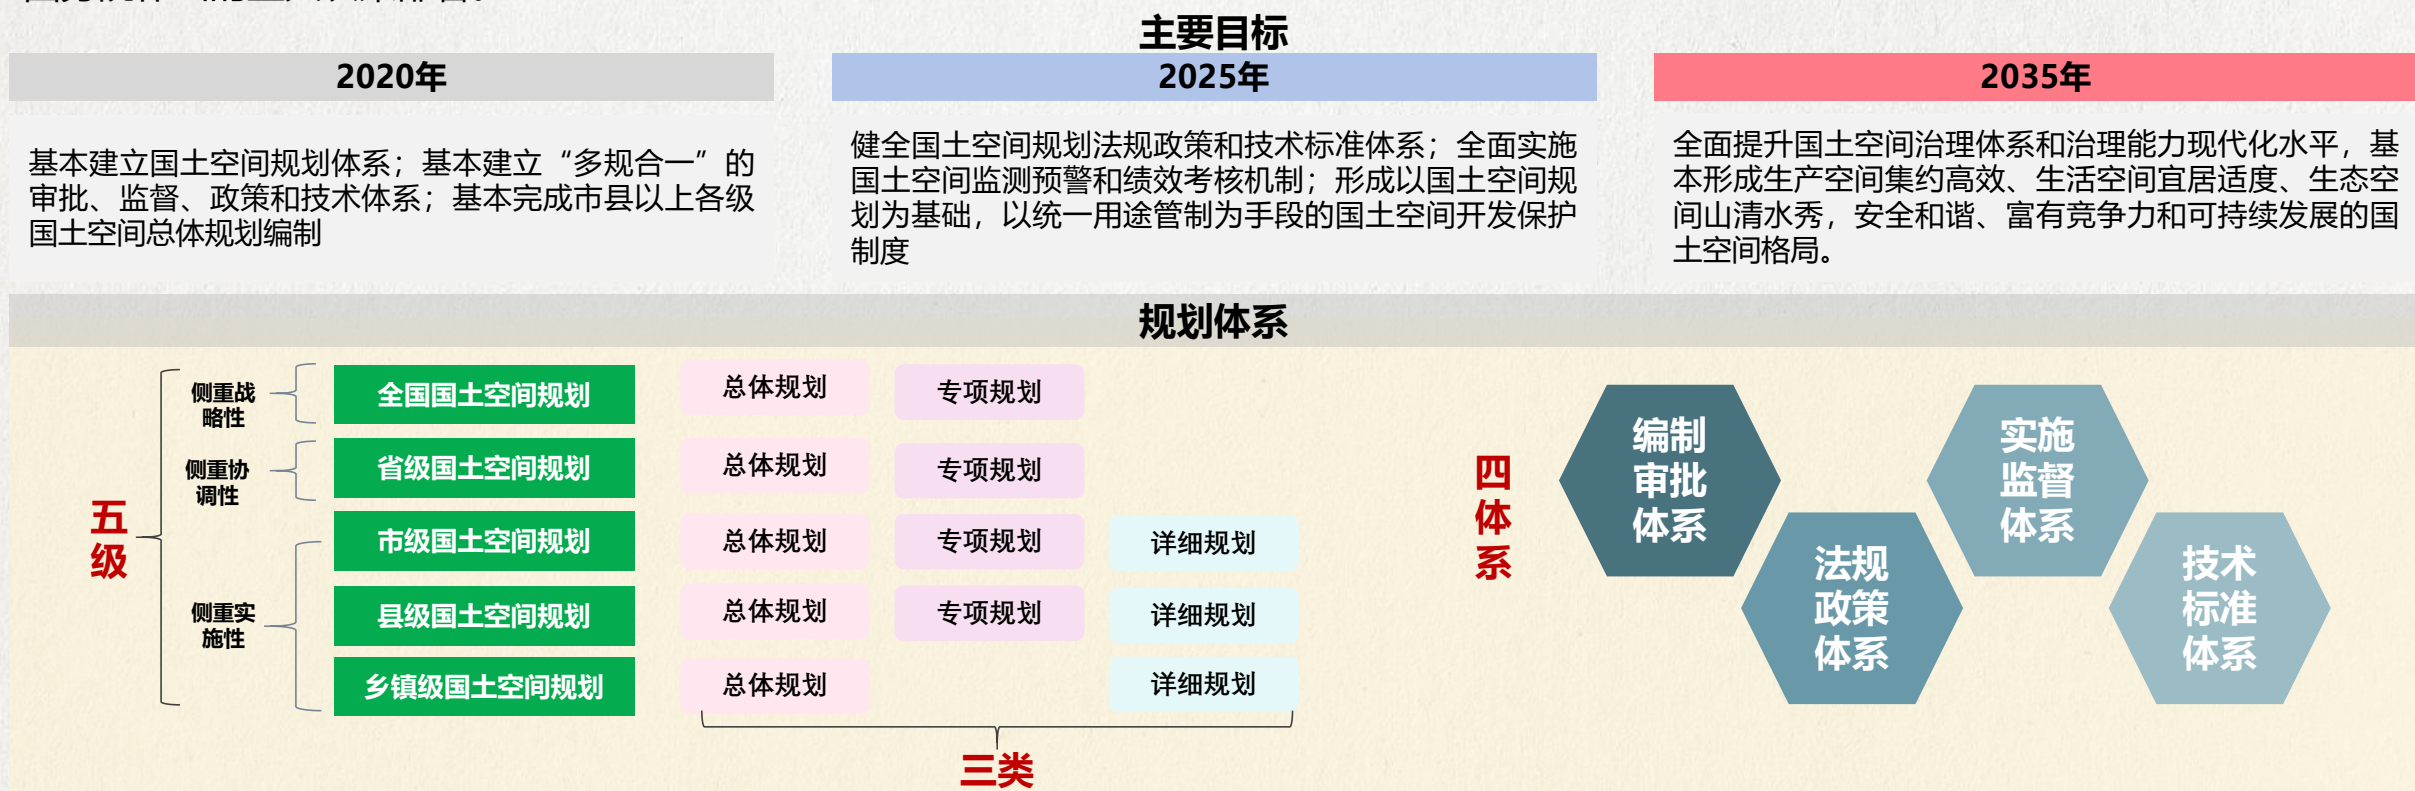 主要目标
2020年
2025年
2035年
基本建立国土空间规划体系；基本建立“多规合一”的
审批、监督、政策和技术体系；基本完成市县以上各级
国土空间总体规划编制
健全国土空间规划法规政策和技术标准体系；全面实施
国土空间监测预警和绩效考核机制；形成以国土空间规
划为基础，以统一用途管制为手段的国土空间开发保护
制度
全面提升国土空间治理体系和治理能力现代化水平，基
本形成生产空间集约高效、生活空间宜居适度、生态空
间山清水秀，安全和谐、富有竞争力和可持续发展的国
土空间格局。
规划体系
五
级
侧重战
略性
全国国土空间规划
总体规划
专项规划
侧重协
调性
省级国土空间规划
总体规划
专项规划
侧重实
施性
市级国土空间规划
总体规划
专项规划
详细规划
县级国土空间规划
总体规划
专项规划
详细规划
乡镇级国土空间规划
总体规划
详细规划
三类
四
体
系
编制
审批
体系
法规
政策
体系
实施
监督
体系
技术
标准
体系